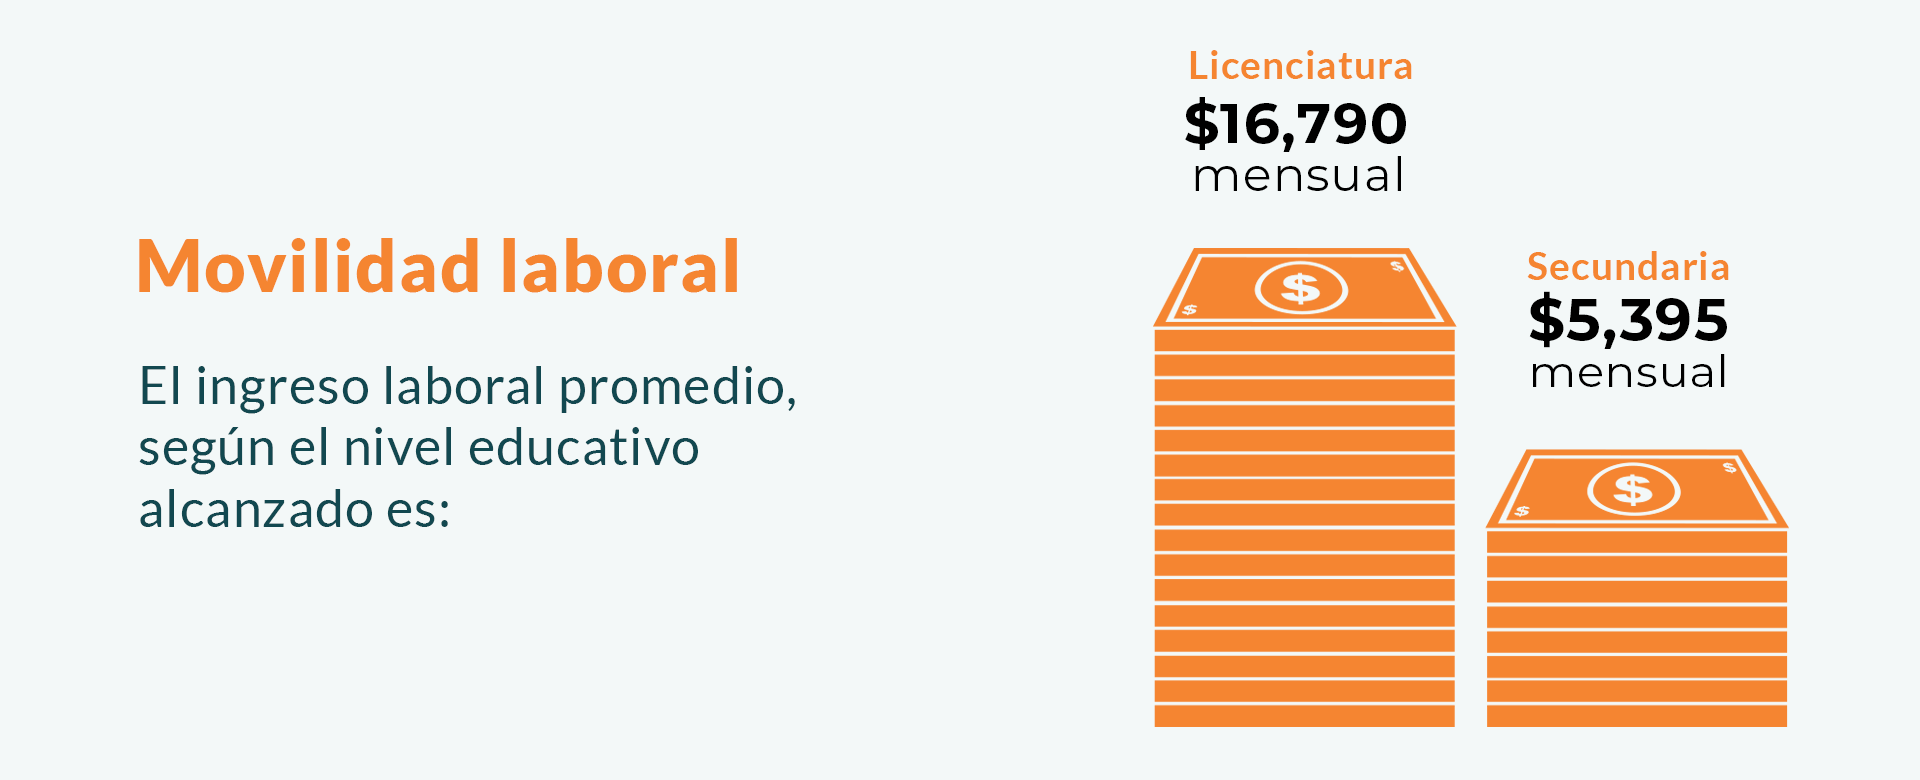 Movilidad laboral
El ingreso laboral promedio,
según el nivel educativo
alcanzado es:
Licenciatura
$16,790
mensual
$
$
$
Secundaria
$5,395
mensual
$
$
$